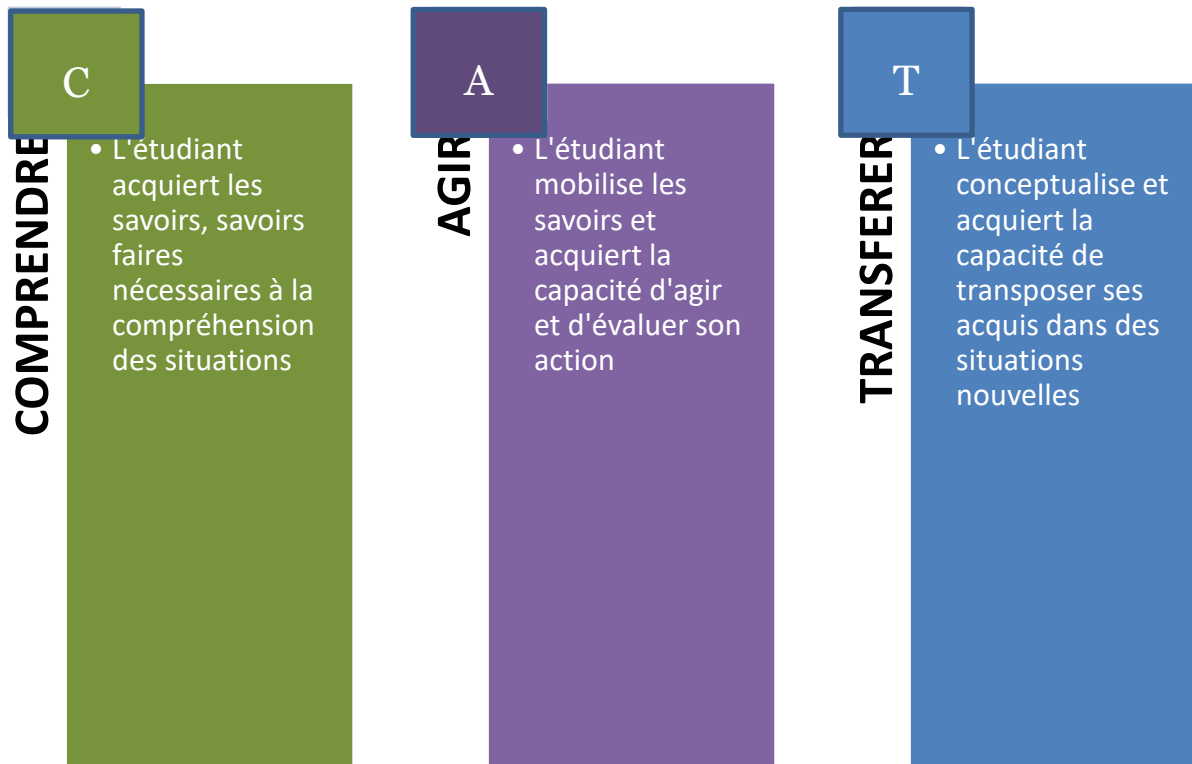 C
COMPRENDRE
• L'étudiant
acquiert les
savoirs, savoirs
faires
nécessaires à la
compréhension
des situations
A
AGIR
• L'étudiant
mobilise les
savoirs et
acquiert la
capacité d'agir
et d'évaluer son
action
T
TRANSFERER
• L'étudiant
conceptualise et
acquiert la
capacité de
transposer ses
acquis dans des
situations
nouvelles